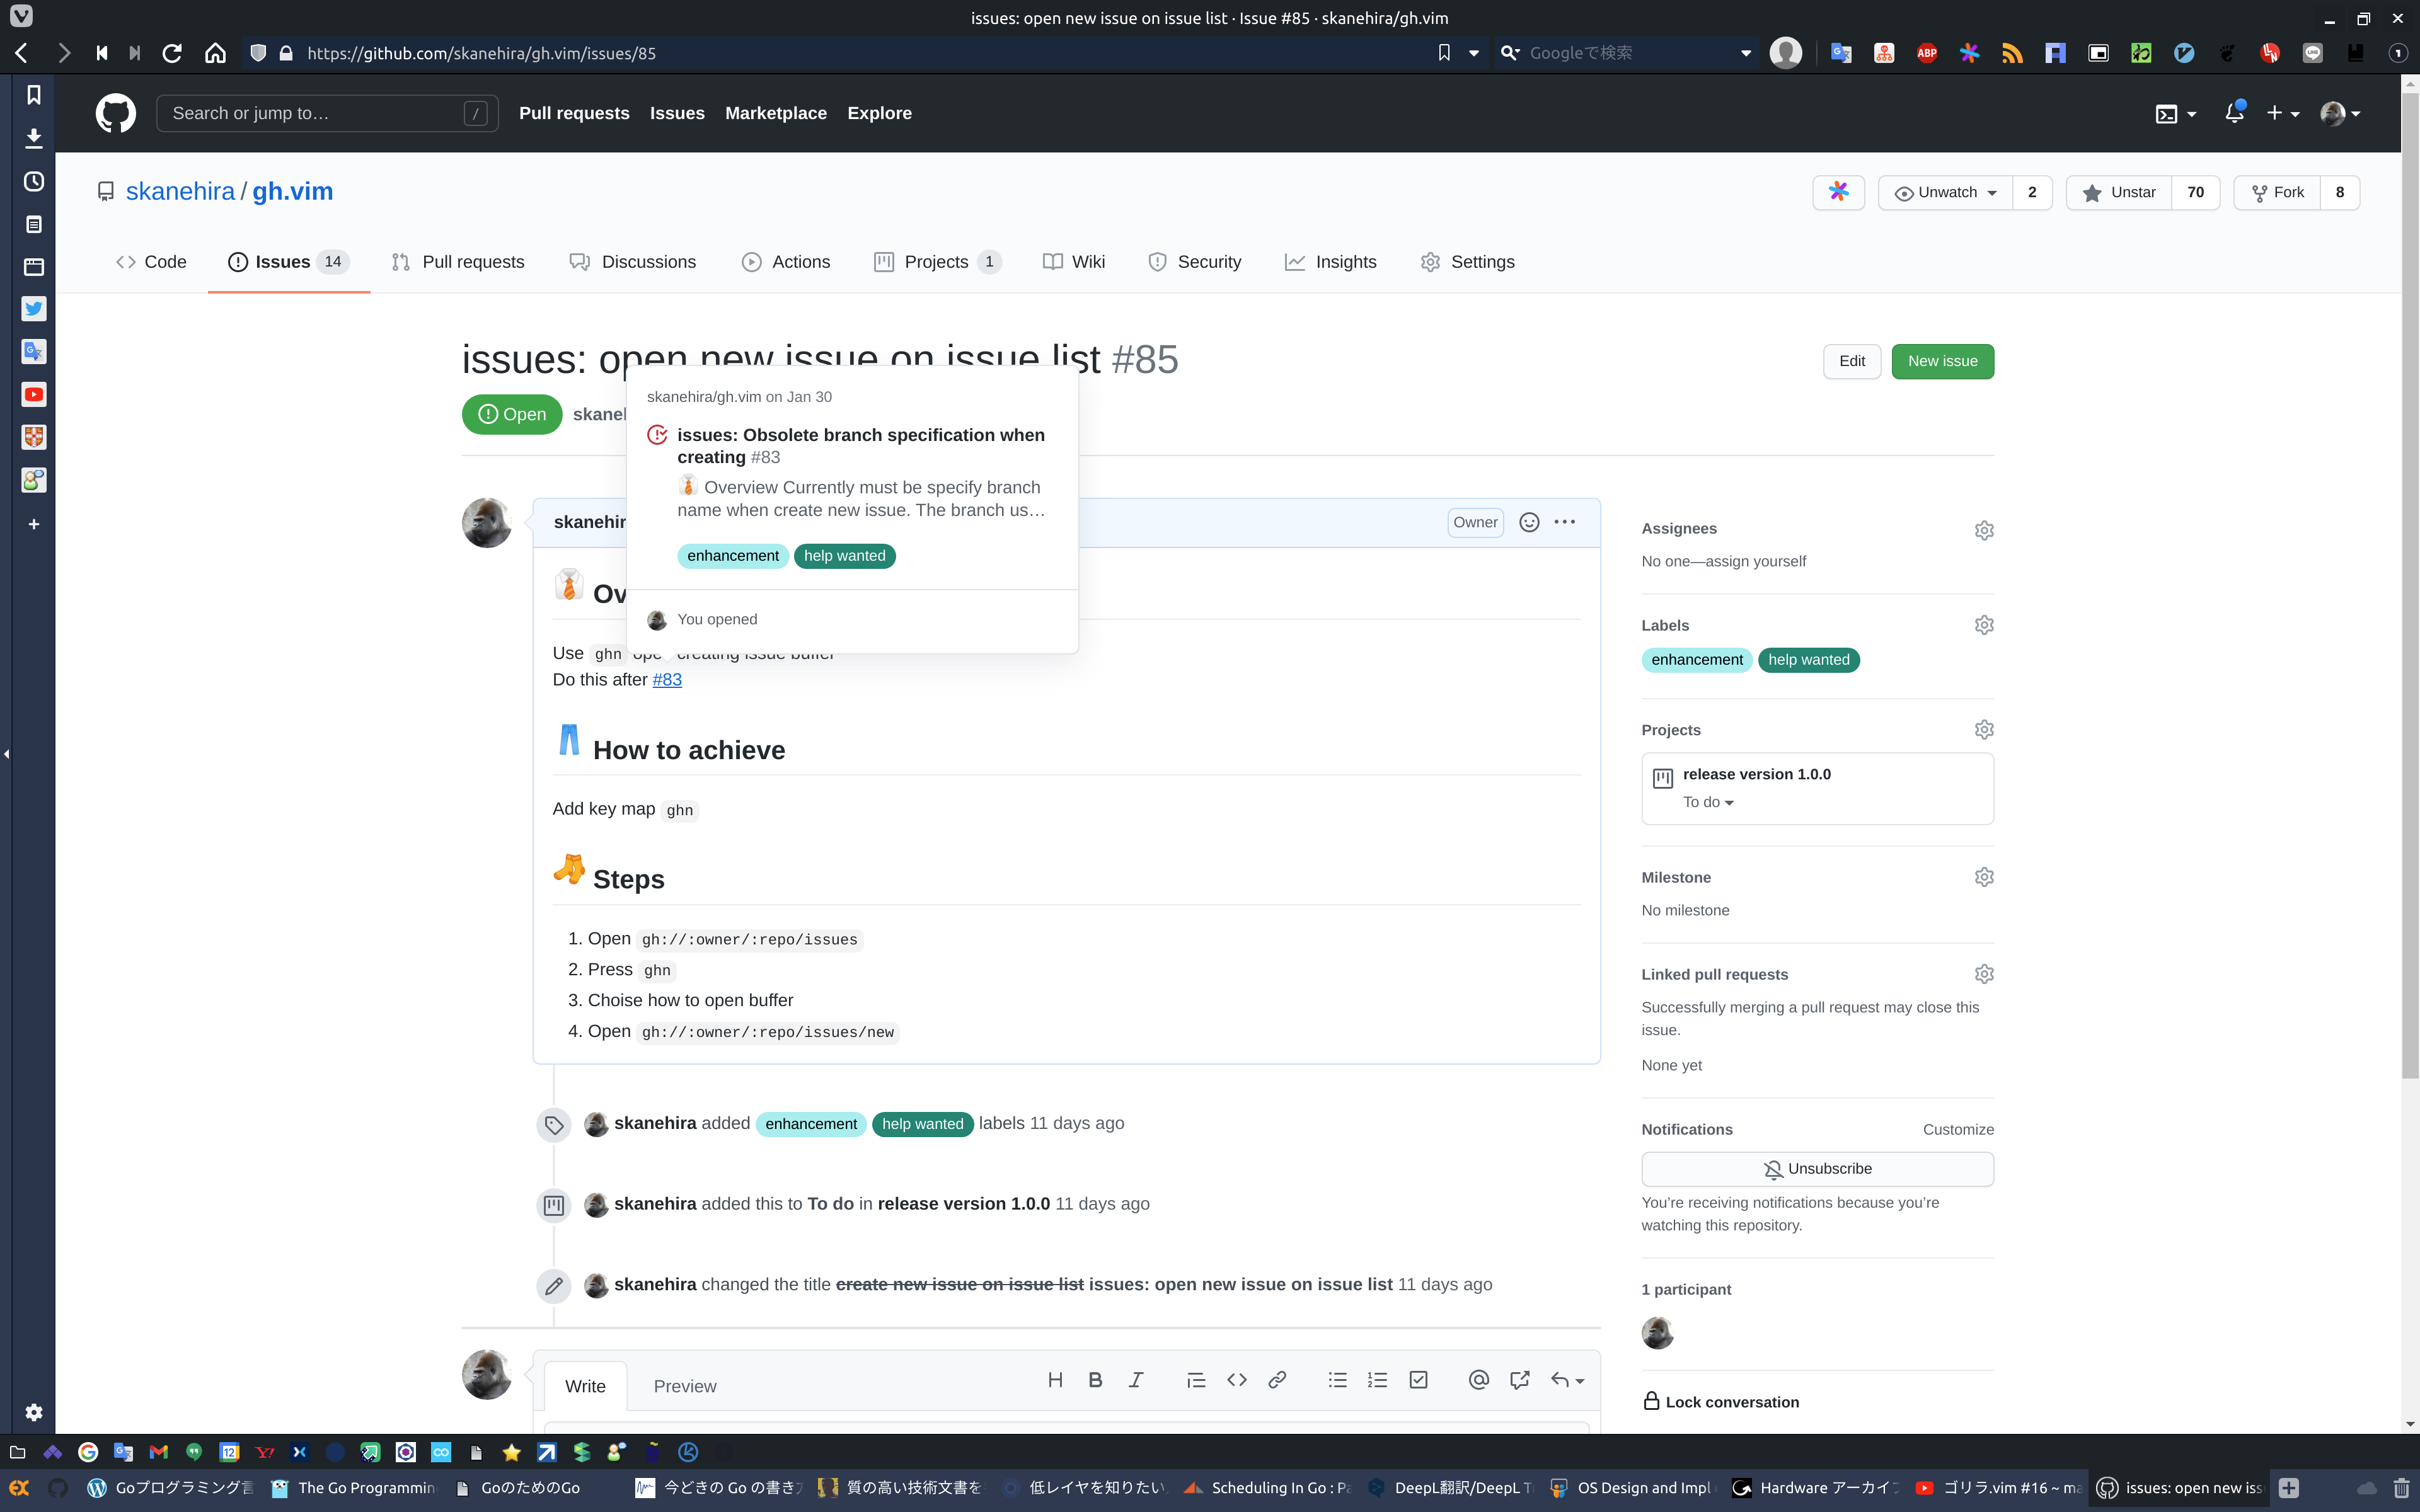 issues: open new issue on issue list · Issue #85 · skanehira/gh.vim
https://github.com/skanehira/gh.vim/issues/85
Googleで検索
ABP
1
Search or jump to…
/
Pull requests
Issues
Marketplace
Explore
skanehira / gh.vim
Unwatch
2
Unstar
70
Fork
8
Code
Issues 14
Pull requests
Discussions
Actions
Projects 1
Wiki
Security
Insights
Settings
issues: open new issue on issue list #85
Edit
New issue
Open
skanehira/gh.vim on Jan 30
issues: Obsolete branch specification when
creating #83
Overview Currently must be specify branch
name when create new issue. The branch us…
enhancement
help wanted
You opened
Owner
Use ghn open creating issue buffer
Do this after #83
How to achieve
Add key map ghn
Steps
1. Open gh://:owner/:repo/issues
2. Press ghn
3. Choise how to open buffer
4. Open gh://:owner/:repo/issues/new
skanehira added enhancement help wanted labels 11 days ago
skanehira added this to To do in release version 1.0.0 11 days ago
skanehira changed the title create new issue on issue list issues: open new issue on issue list 11 days ago
Write
Preview
Assignees
No one—assign yourself
Labels
enhancement
help wanted
Projects
release version 1.0.0
To do
Milestone
No milestone
Linked pull requests
Successfully merging a pull request may close this
issue.
None yet
Notifications
Customize
Unsubscribe
You’re receiving notifications because you’re
watching this repository.
1 participant
Lock conversation
Goプログラミング言
The Go Programmin
GoのためのGo
今どきの Go の書き
質の高い技術文書を
低レイヤを知りたい
Scheduling In Go : Pa
DeepL翻訳/DeepL T
OS Design and Impl
Hardware アーカイブ
ゴリラ.vim #16 ~ ma
issues: open new iss